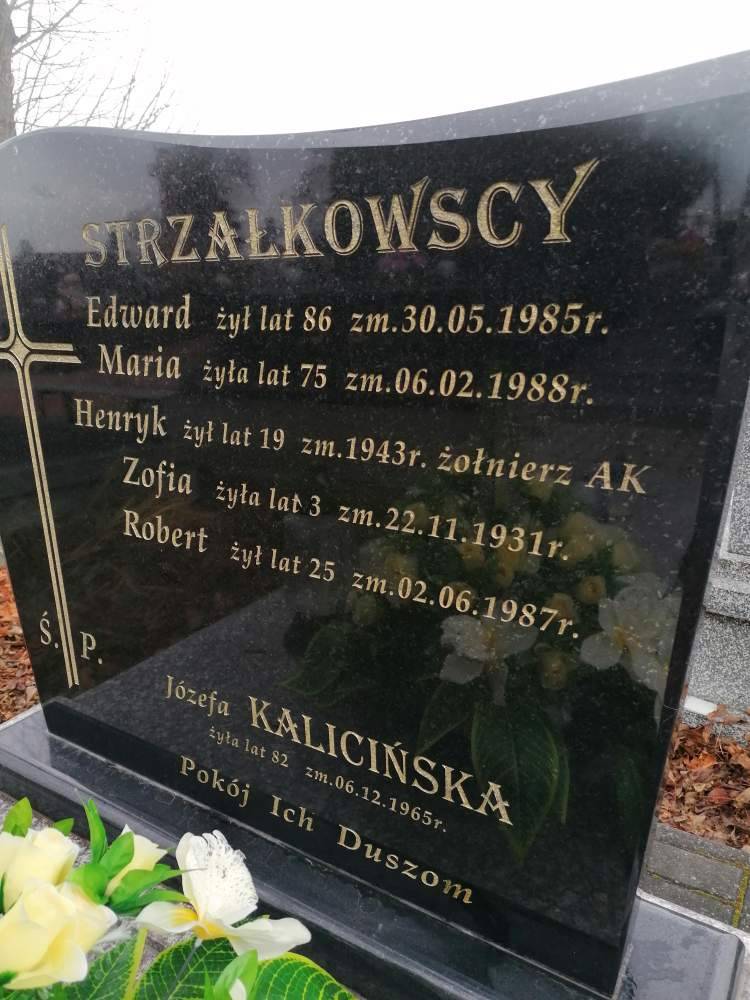 STRZAŁKOWSCY
Edward żył lat 86 zm.30.05.1985r.
Maria żyła lat 75 zm.06.02.1988r.
Henryk żył lat 19 zm.1943r. żołnierz AK
Zofia żyła lat 3 zm.22.11.1931r.
Robert żył lat 25 zm.02.06.1987r.
Ś. P.
Józefa KALICIŃSKA
żyła lat 82 zm.06.12.1965r.
Pokój Ich Duszom